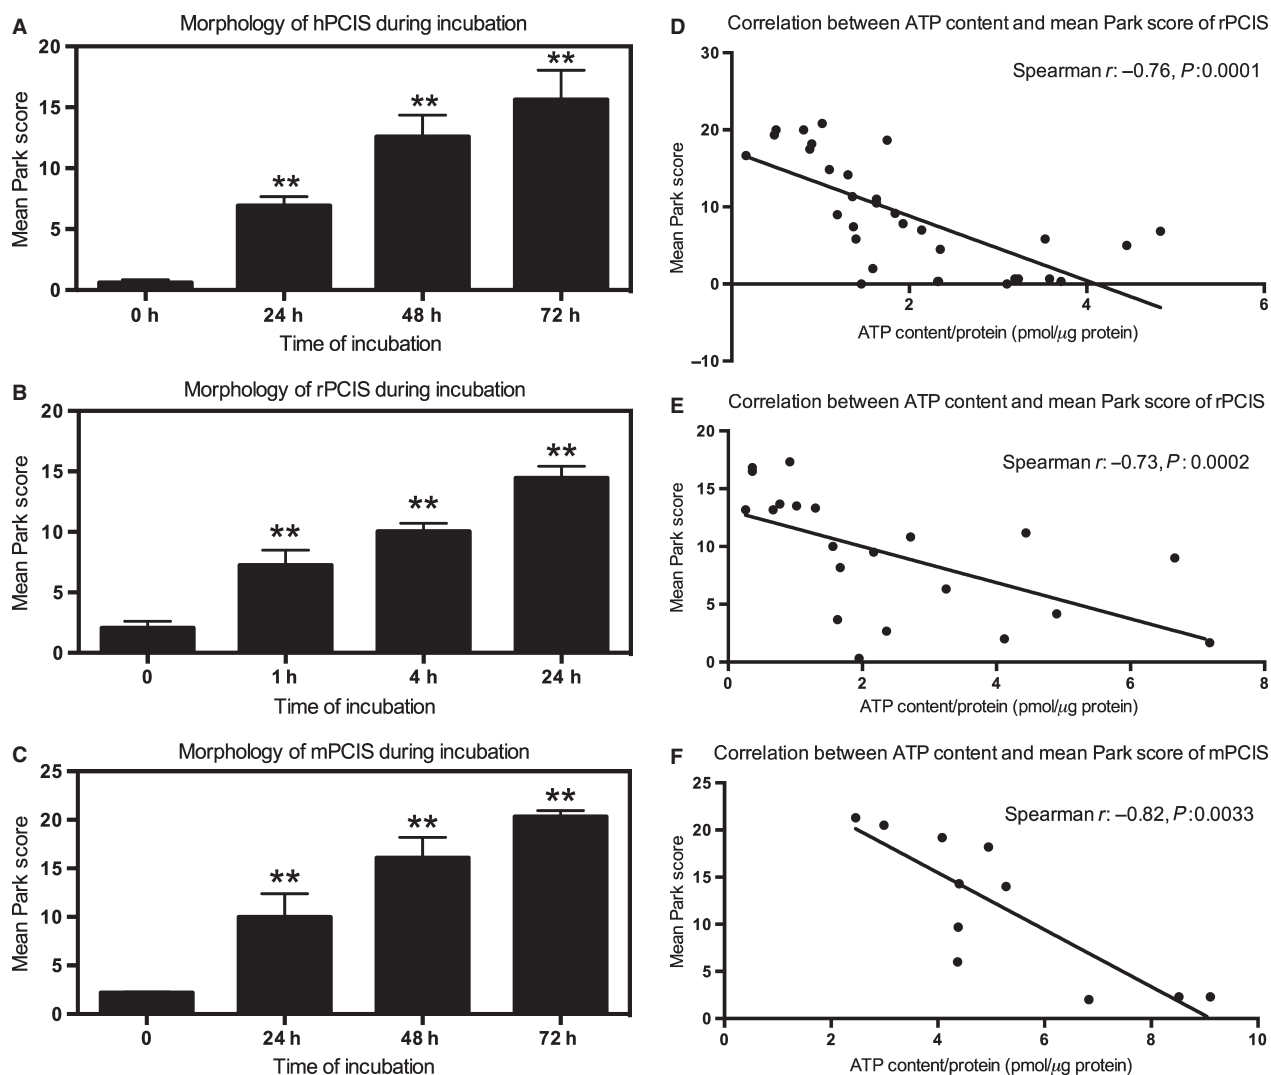 A
Morphology of hPCIS during incubation
20
15
10
5
0
Mean Park score
**
**
**
0 h
24 h
48 h
72 h
Time of incubation
B
Morphology of rPCIS during incubation
20
15
10
5
0
Mean Park score
**
**
**
0
1 h
4 h
24 h
Time of incubation
C
Morphology of mPCIS during incubation
25
20
15
10
5
0
Mean Park score
**
**
**
0
24 h
48 h
72 h
Time of incubation
D
Correlation between ATP content and mean Park score of rPCIS
Spearman r: –0.76, P:0.0001
30
20
10
0
–10
Mean Park score
2
4
6
ATP content/protein (pmol/μg protein)
E
Correlation between ATP content and mean Park score of rPCIS
Spearman r: –0.73, P: 0.0002
20
15
10
5
0
Mean Park score
0
2
4
6
8
ATP content/protein (pmol/μg protein)
F
Correlation between ATP content and mean Park score of mPCIS
Spearman r: –0.82, P:0.0033
25
20
15
10
5
0
Mean Park score
0
2
4
6
8
10
ATP content/protein (pmol/μg protein)